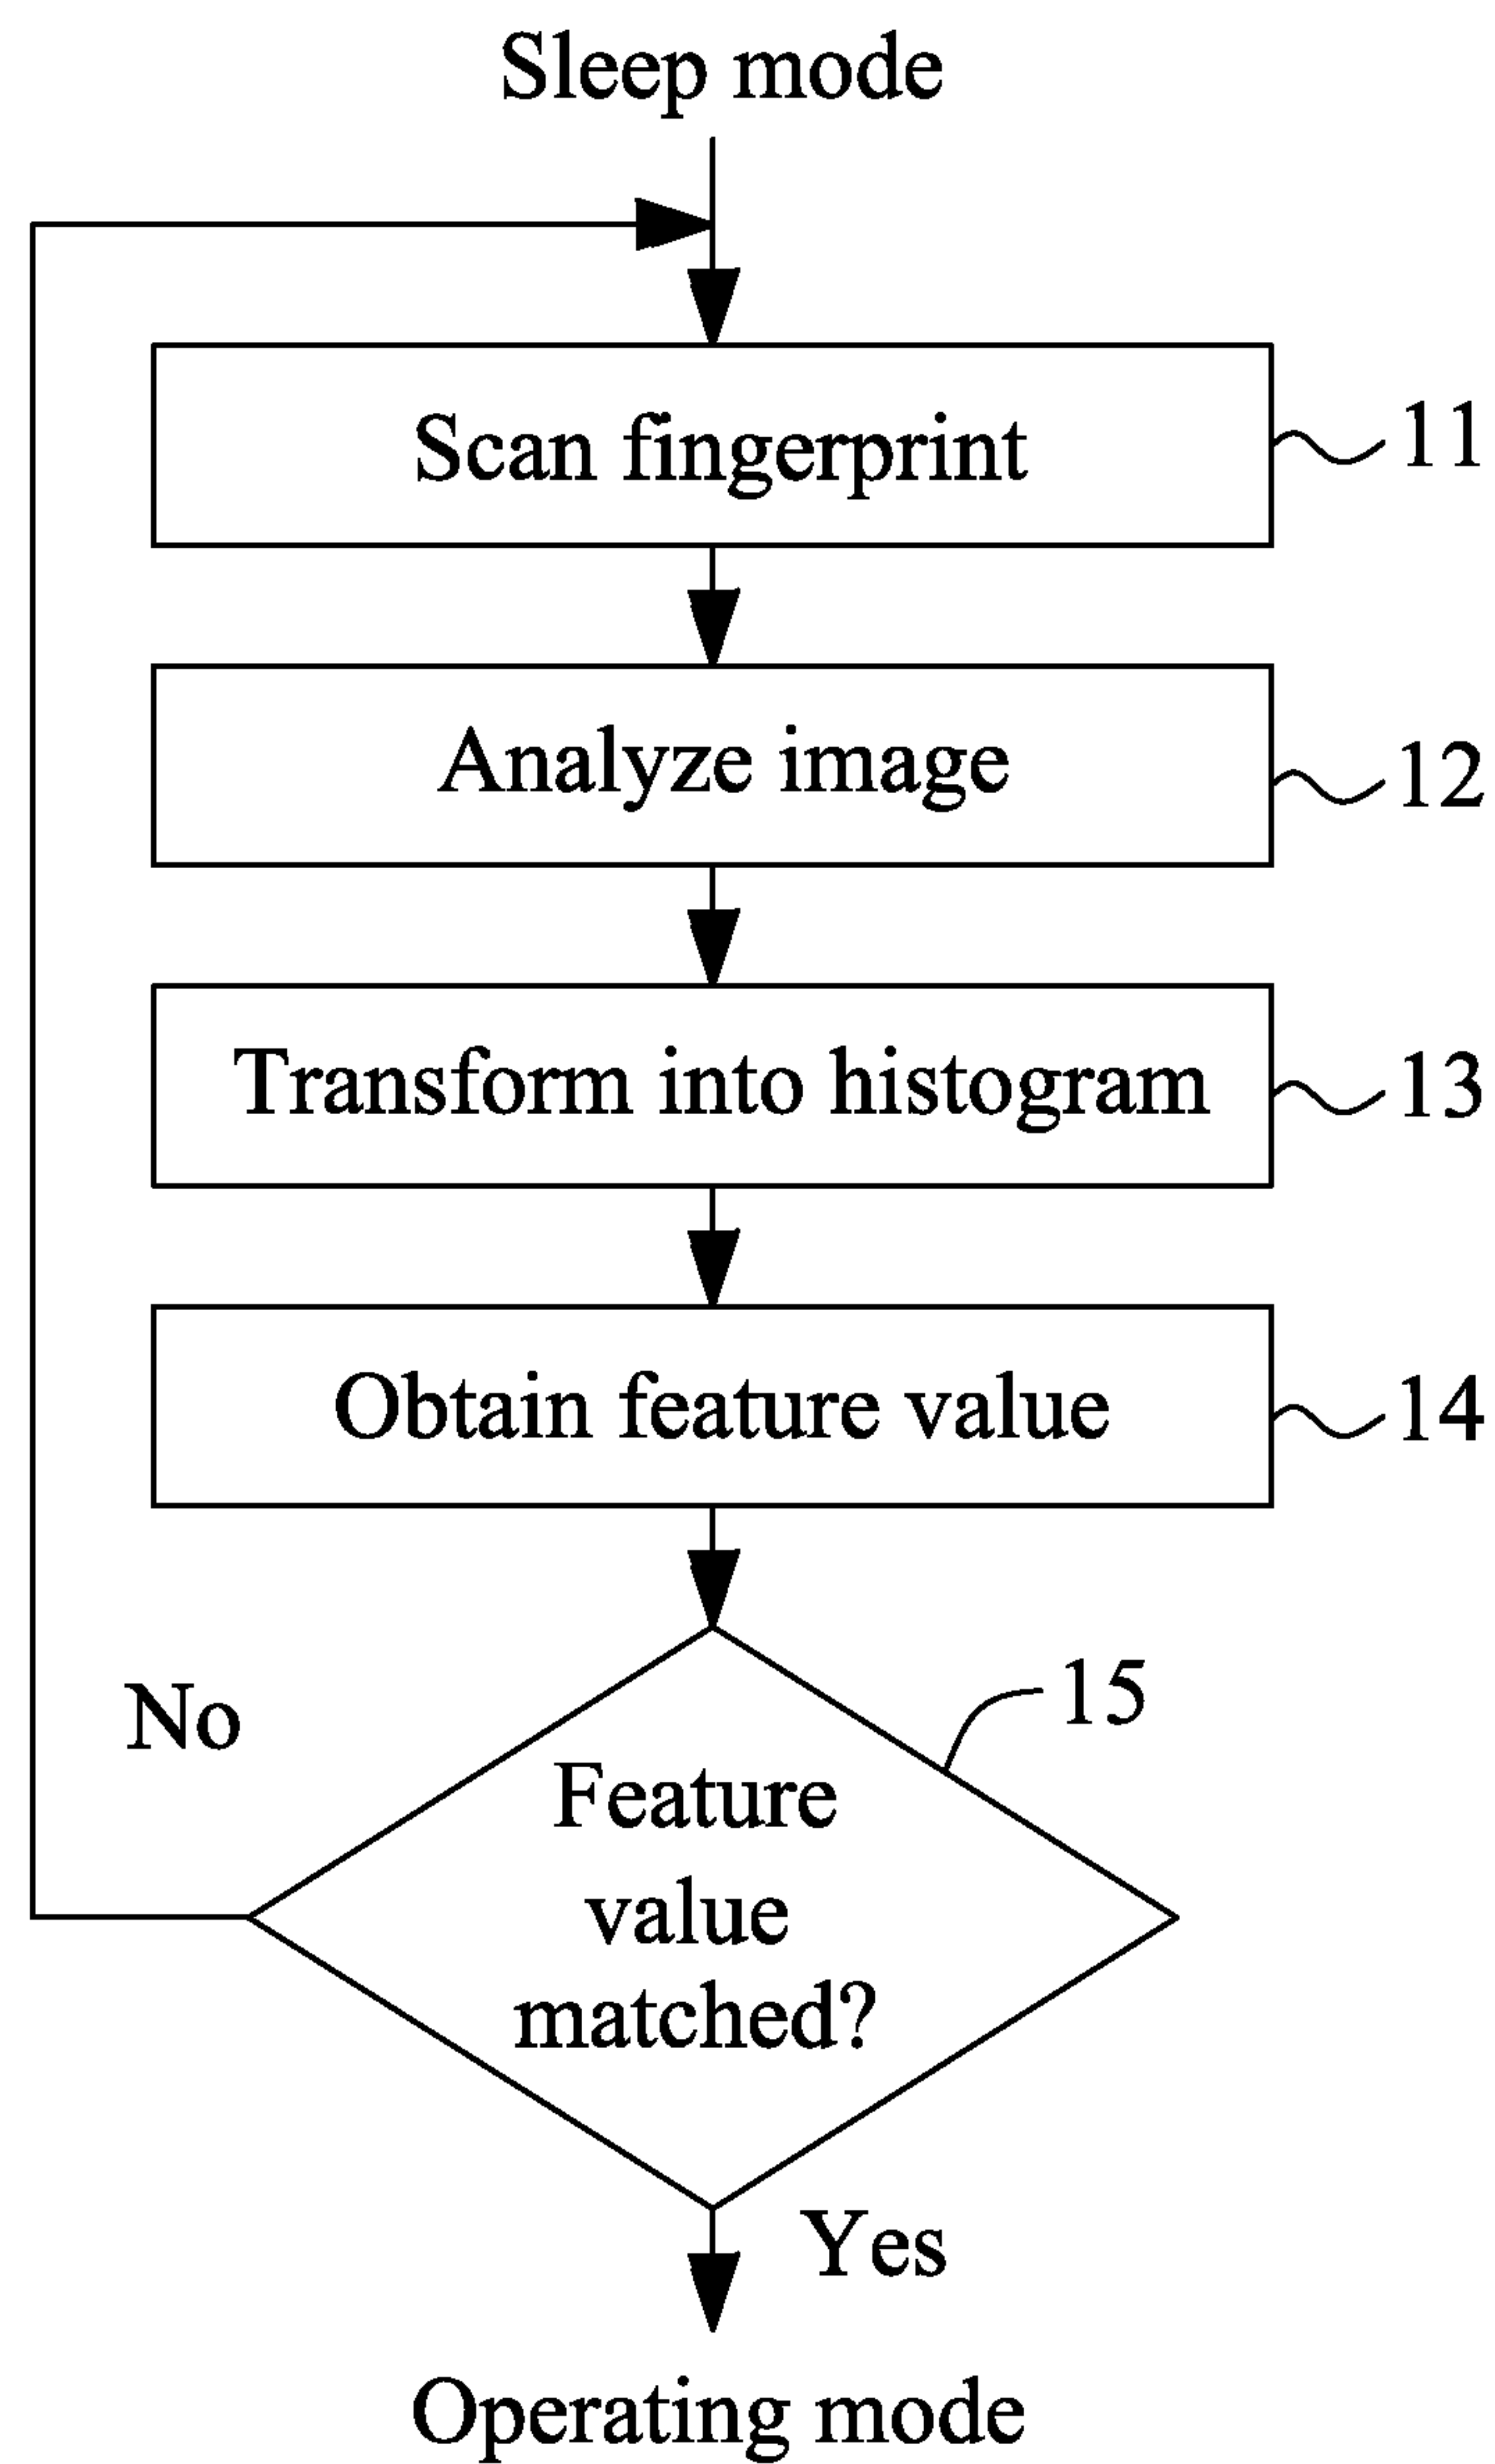 Sleep mode
Scan fingerprint 11
Analyze image 12
Transform into histogram 13
Obtain feature value 14
15
No
Feature
value
matched?
Yes
Operating mode